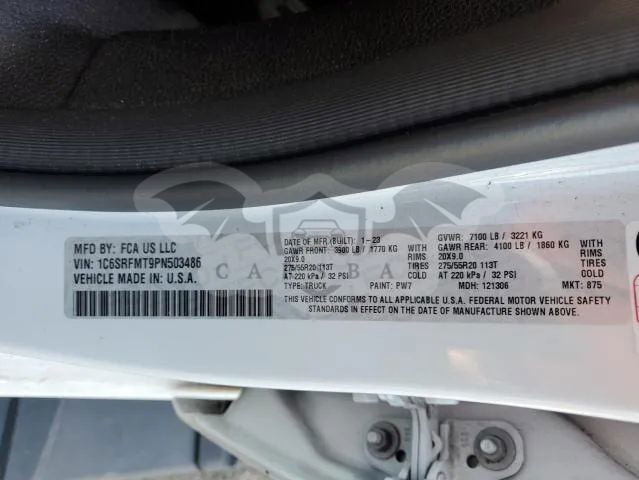 MFD BY: FCA US LLC
VIN: 1C6SRFMT9PN503486
VEHICLE MADE IN: U.S.A.
DATE OF MFR (BUILT): 1-23
GAWR FRONT: 3900 LB / 1770 KG
20X9.0 RIMS
275/55R20 113T TIRES
AT 220 kPa / 32 PSI COLD
TYPE: TRUCK PAINT: PW7
GVWR: 7100 LB / 3221 KG
GAWR REAR: 4100 LB / 1860 KG WITH
20X9.0 RIMS
275/55R20 113T TIRES
AT 220 kPa / 32 PSI COLD
MDH: 121306 MKT: 875
THIS VEHICLE CONFORMS TO ALL APPLICABLE U.S.A. FEDERAL MOTOR VEHICLE SAFETY
STANDARDS IN EFFECT ON THE DATE OF MANUFACTURE SHOWN ABOVE